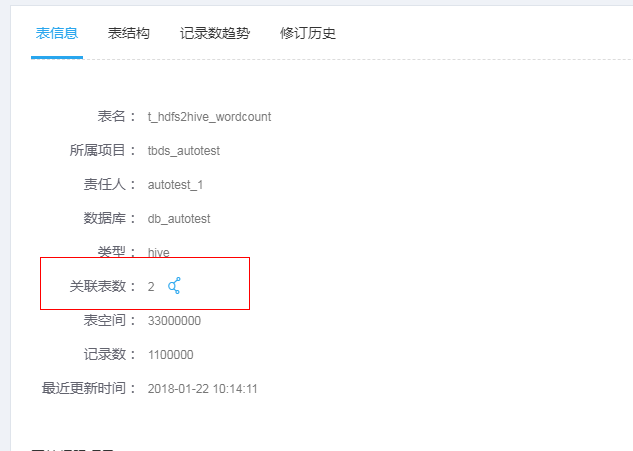 表信息 表结构 记录数趋势 修订历史
表名： t_hdfs2hive_wordcount
所属项目： tbds_autotest
责任人： autotest_1
数据库： db_autotest
类型： hive
关联表数： 2
表空间： 33000000
记录数： 1100000
最近更新时间： 2018-01-22 10:14:11